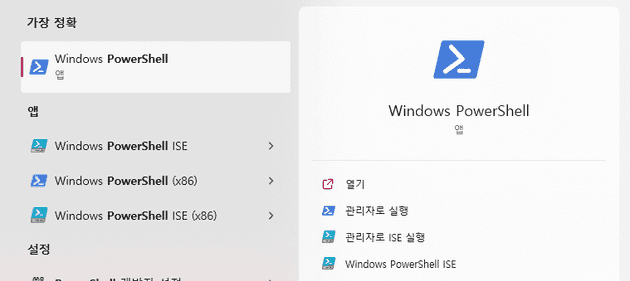 가장 정확
Windows PowerShell
앱
앱
Windows PowerShell ISE
Windows PowerShell (x86)
Windows PowerShell ISE (x86)
설정
Windows PowerShell
앱
열기
관리자로 실행
관리자로 ISE 실행
Windows PowerShell ISE